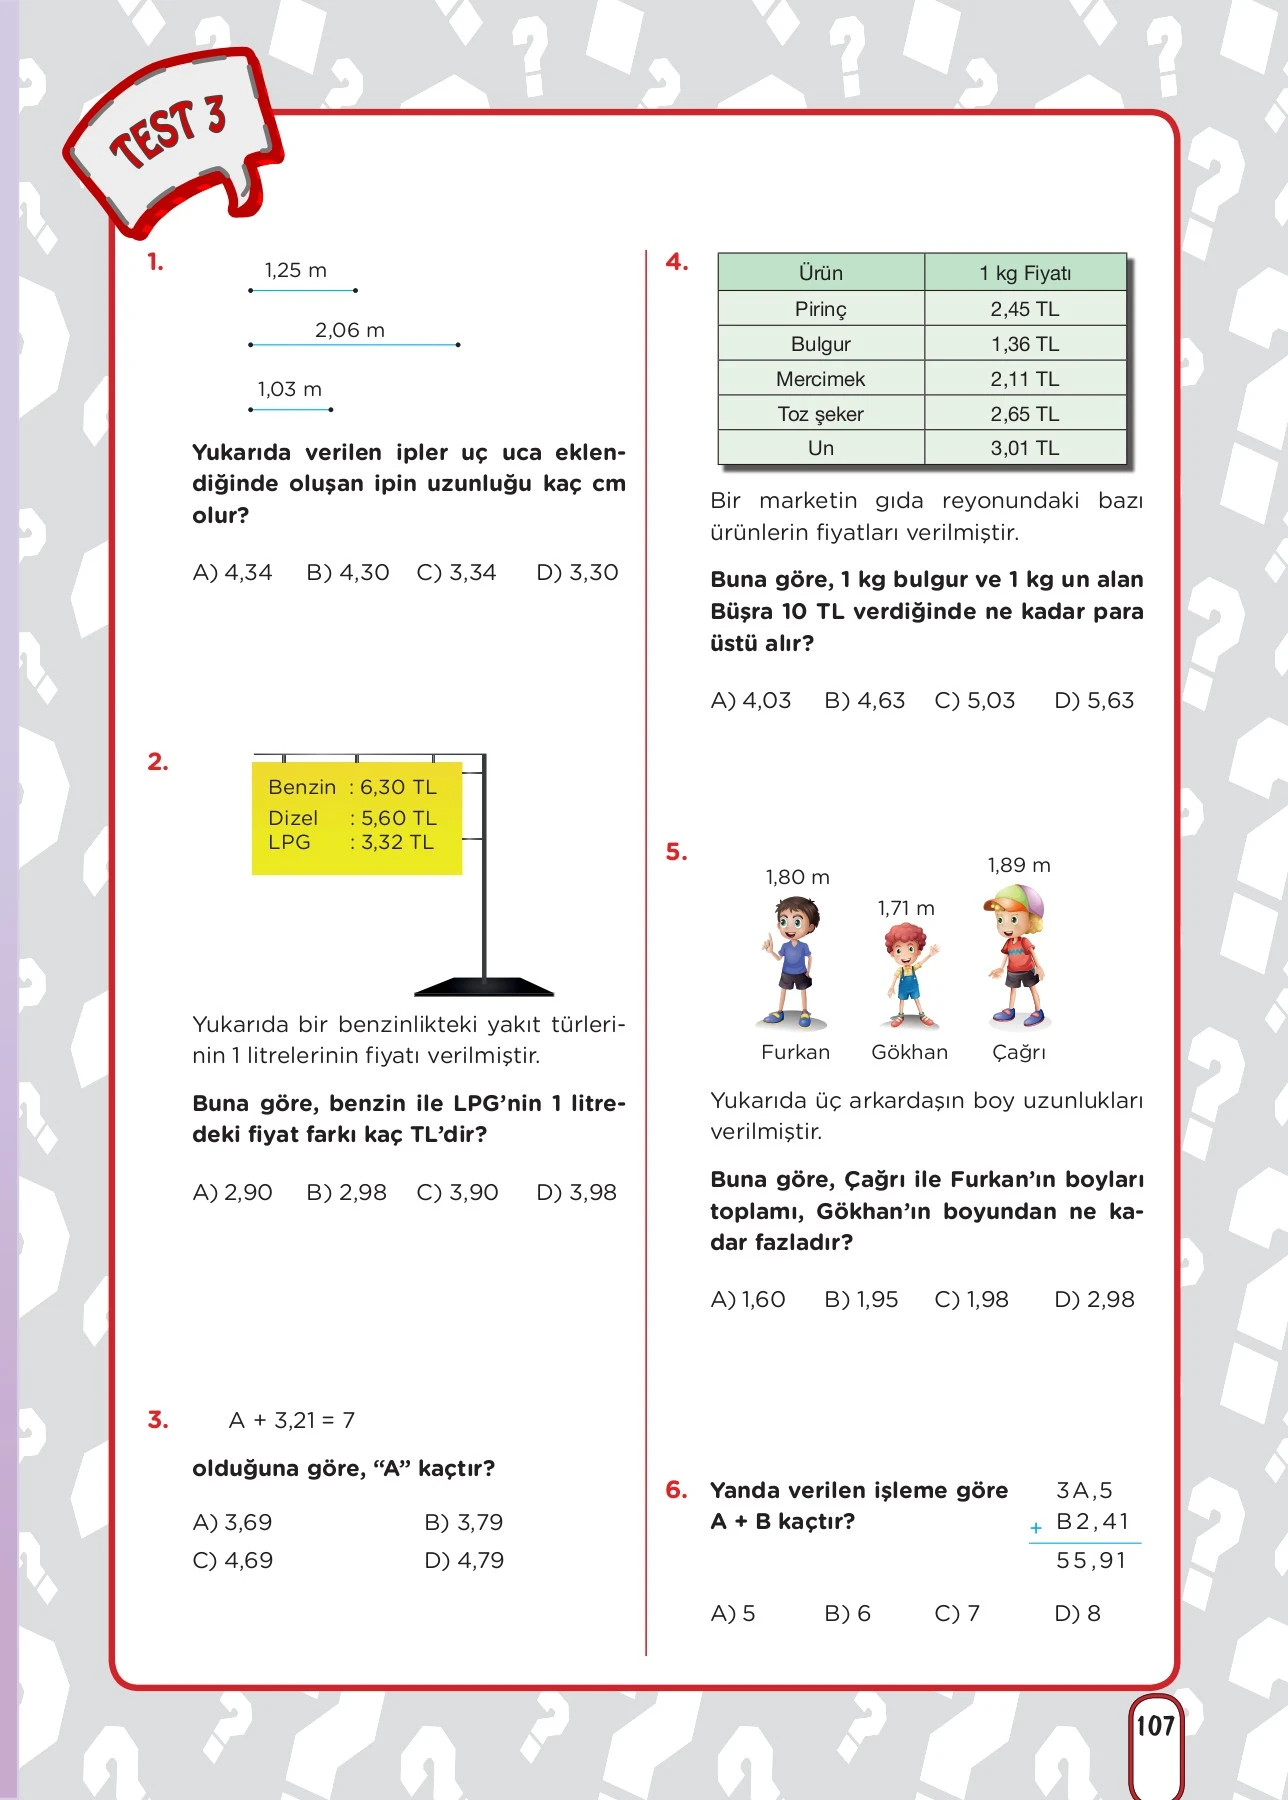 TEST 3
1.
1,25 m
2,06 m
1,03 m
Yukarıda verilen ipler uç uca eklen-
diğinde oluşan ipin uzunluğu kaç cm
olur?
A) 4,34 B) 4,30 C) 3,34 D) 3,30
2.
Benzin : 6,30 TL
Dizel : 5,60 TL
LPG : 3,32 TL
Yukarıda bir benzinlikteki yakıt türleri-
nin 1 litrelerinin fiyatı verilmiştir.
Buna göre, benzin ile LPG’nin 1 litre-
deki fiyat farkı kaç TL’dir?
A) 2,90 B) 2,98 C) 3,90 D) 3,98
3. A + 3,21 = 7
olduğuna göre, “A” kaçtır?
A) 3,69 B) 3,79
C) 4,69 D) 4,79
4.
Ürün 1 kg Fiyatı
Pirinç 2,45 TL
Bulgur 1,36 TL
Mercimek 2,11 TL
Toz şeker 2,65 TL
Un 3,01 TL
Bir marketin gıda reyonundaki bazı
ürünlerin fiyatları verilmiştir.
Buna göre, 1 kg bulgur ve 1 kg un alan
Büşra 10 TL verdiğinde ne kadar para
üstü alır?
A) 4,03 B) 4,63 C) 5,03 D) 5,63
5.
1,80 m 1,71 m 1,89 m
Furkan Gökhan Çağrı
Yukarıda üç arkardaşın boy uzunlukları
verilmiştir.
Buna göre, Çağrı ile Furkan’ın boyları
toplamı, Gökhan’ın boyundan ne ka-
dar fazladır?
A) 1,60 B) 1,95 C) 1,98 D) 2,98
6. Yanda verilen işleme göre
A + B kaçtır?
3A,5
+ B2,41
55,91
A) 5 B) 6 C) 7 D) 8
107